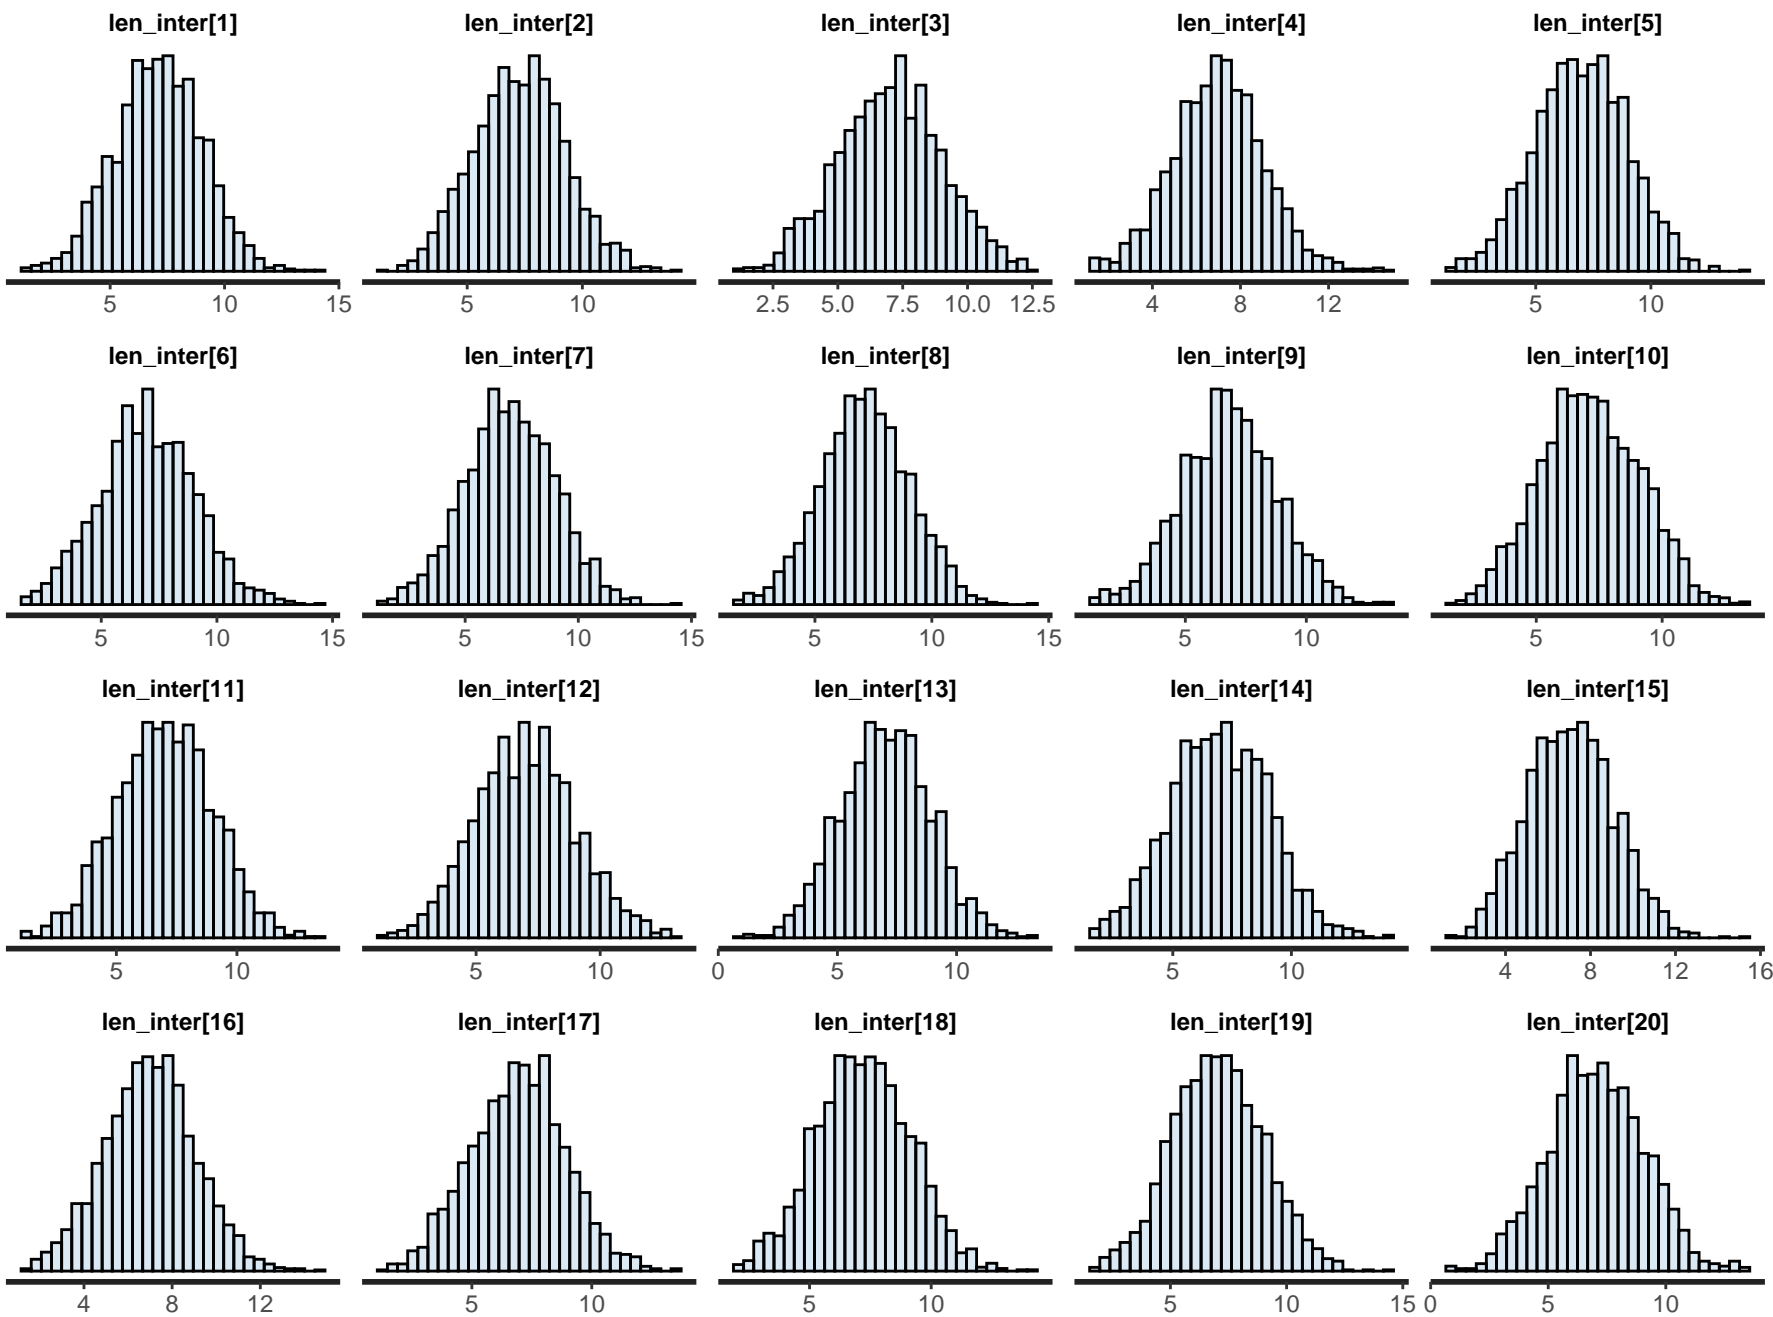 len_inter[1] len_inter[2] len_inter[3] len_inter[4] len_inter[5]
5 10 15 5 10 2.5 5.0 7.5 10.0 12.5 4 8 12 5 10
len_inter[6] len_inter[7] len_inter[8] len_inter[9] len_inter[10]
5 10 15 5 10 15 5 10 15 5 10 5 10
len_inter[11] len_inter[12] len_inter[13] len_inter[14] len_inter[15]
5 10 5 10 0 5 10 5 10 4 8 12 16
len_inter[16] len_inter[17] len_inter[18] len_inter[19] len_inter[20]
4 8 12 5 10 5 10 5 10 15 0 5 10